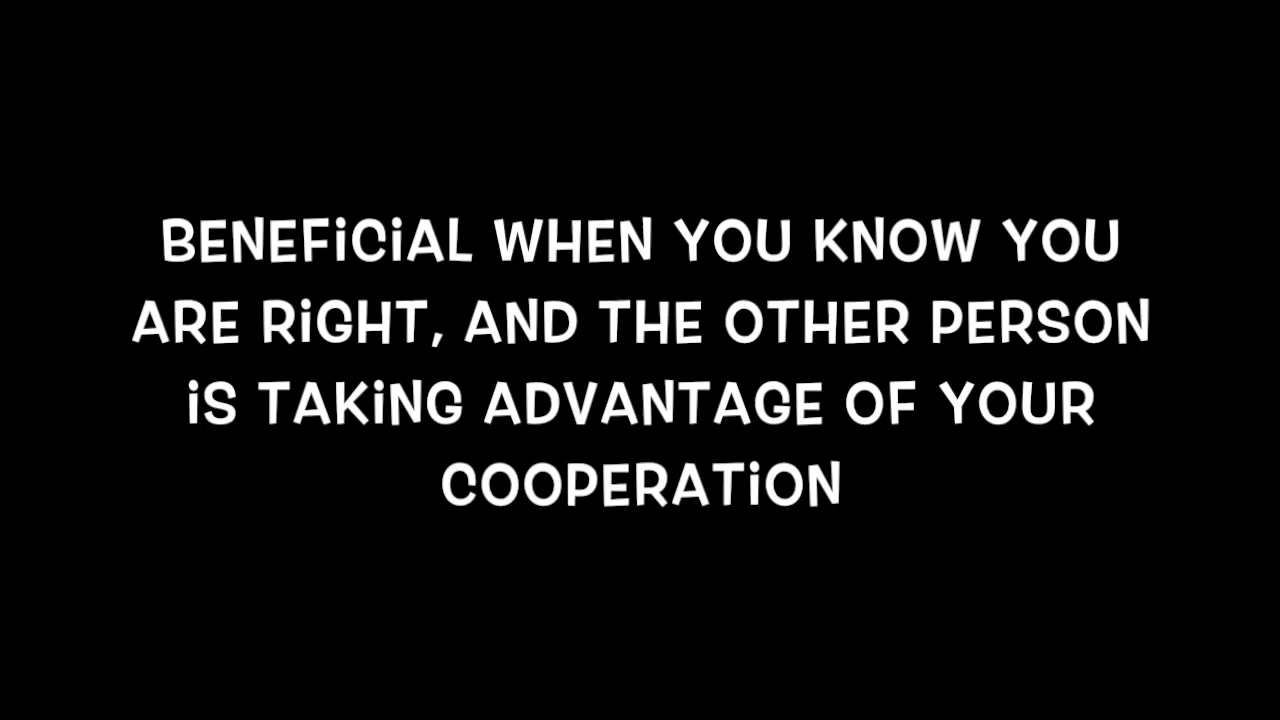 BENEFiCiAL WHEN YOU KNOW YOU
ARE RiGHT, AND THE OTHER PERSON
iS TAKiNG ADVANTAGE OF YOUR
COOPERATiON